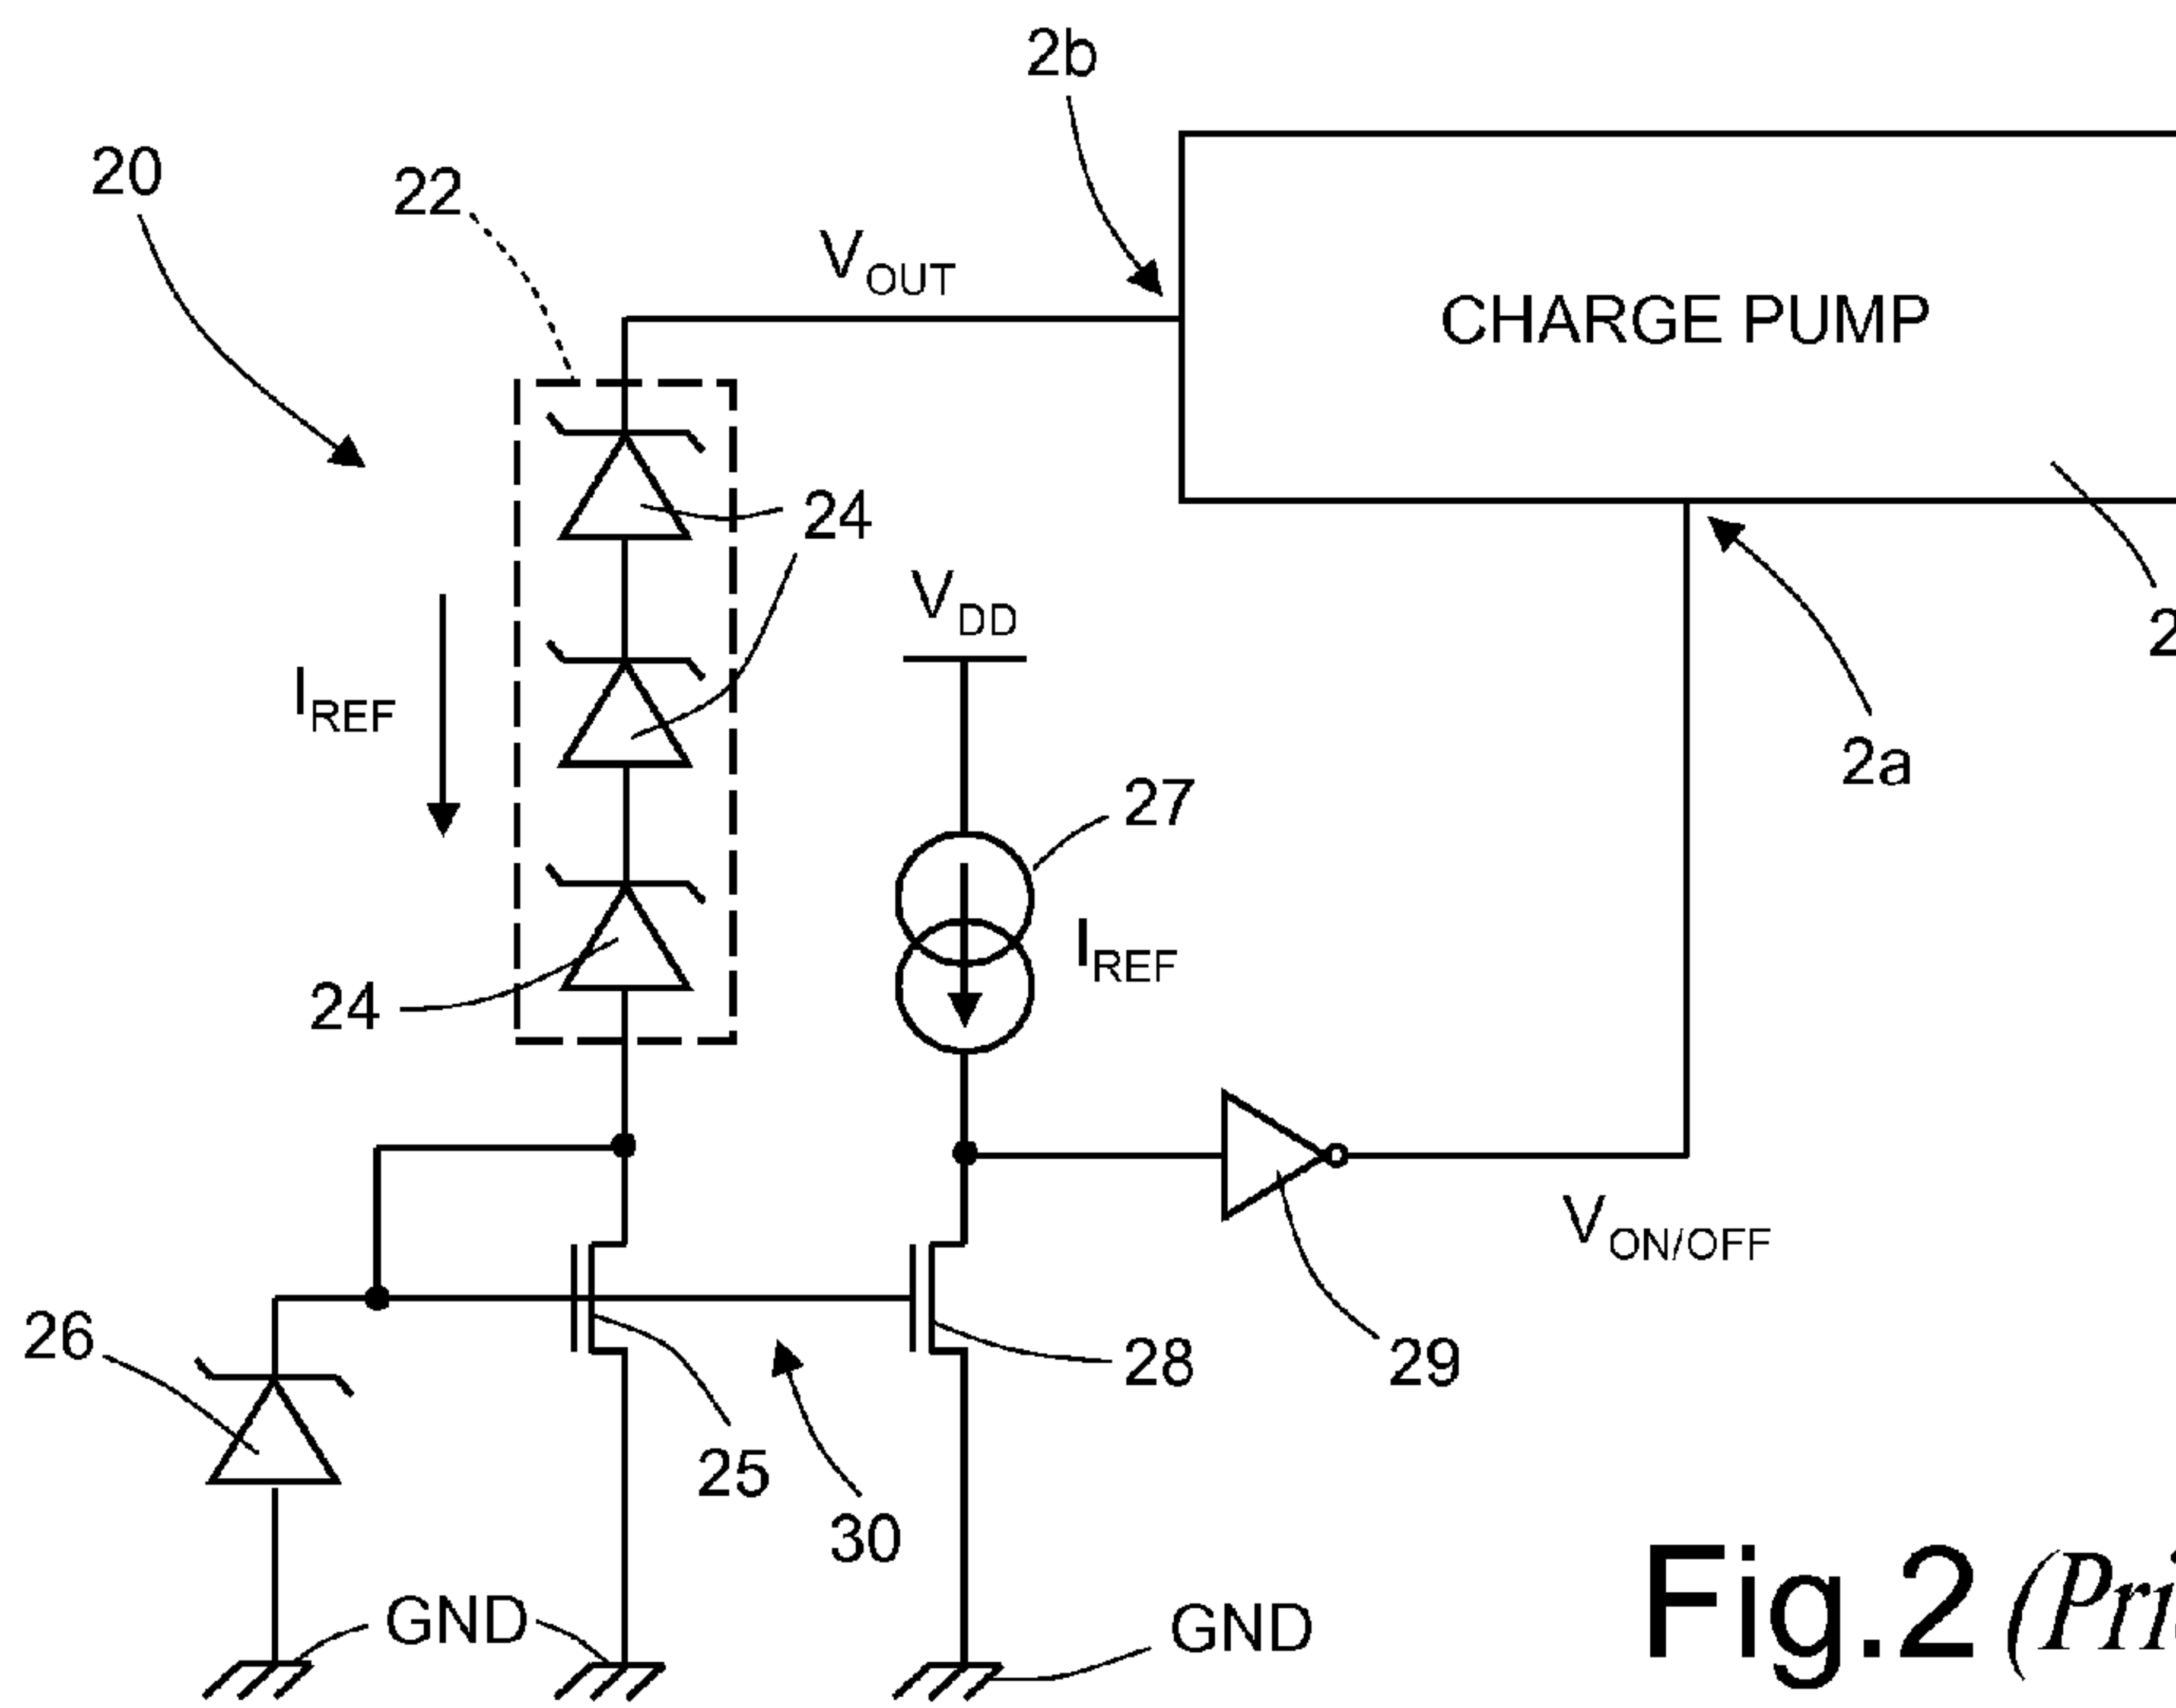 2b
20
22
VOUT
CHARGE PUMP
24
VDD
2
IREF
2a
27
IREF
24
VON/OFF
26
28
29
25
30
GND
GND
Fig.2